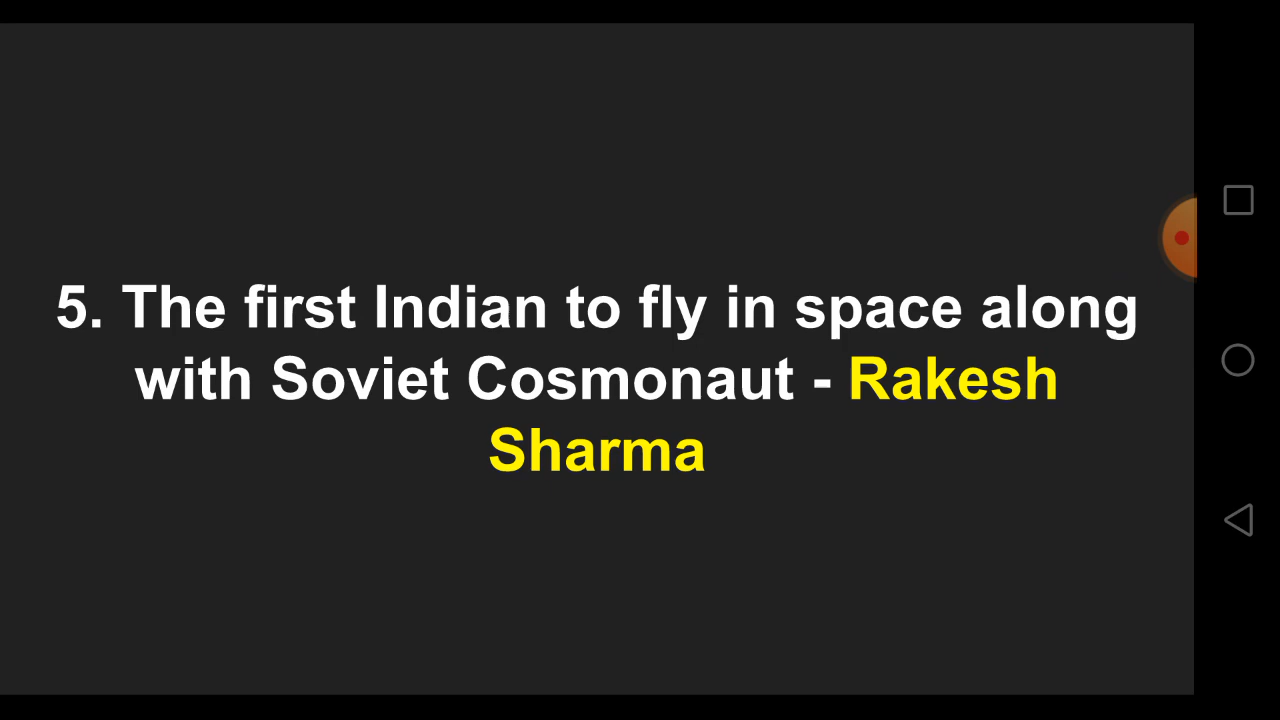 5. The first Indian to fly in space along
with Soviet Cosmonaut - Rakesh
Sharma